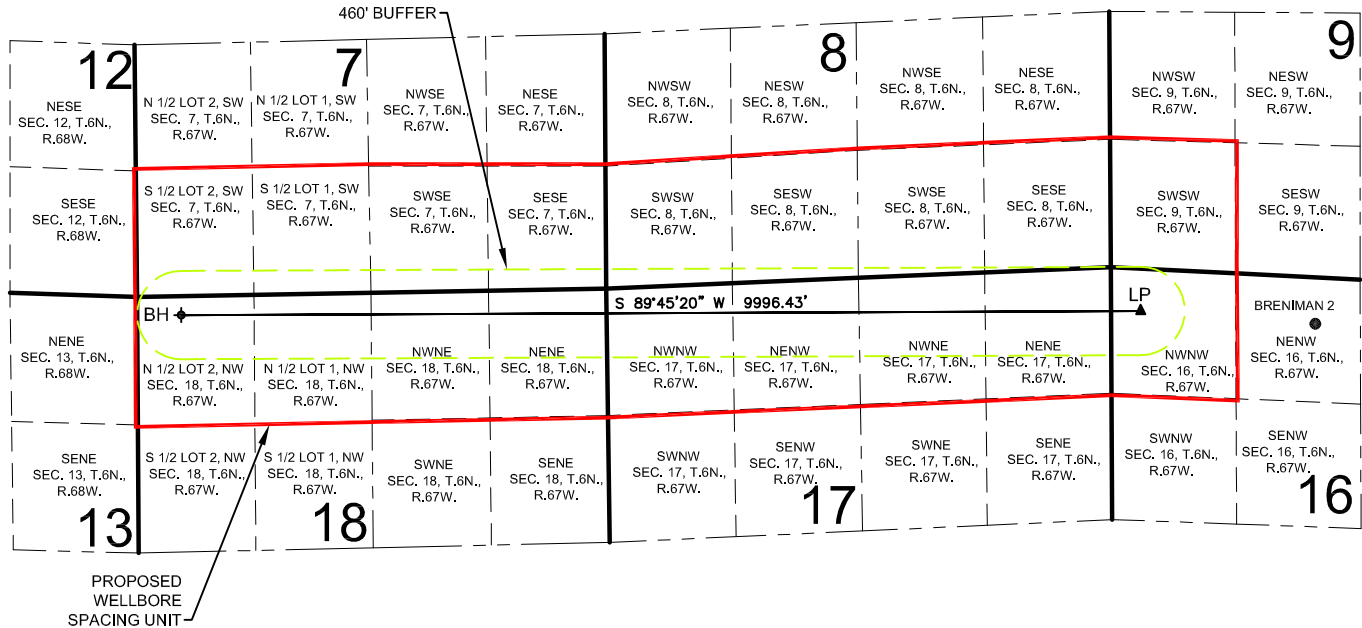 460' BUFFER
12
7
8
9
NESE
SEC. 12, T.6N.,
R.68W.
N 1/2 LOT 2, SW
SEC. 7, T.6N.,
R.67W.
N 1/2 LOT 1, SW
SEC. 7, T.6N.,
R.67W.
NWSE
SEC. 7, T.6N.,
R.67W.
NESE
SEC. 7, T.6N.,
R.67W.
NWSW
SEC. 8, T.6N.,
R.67W.
NESW
SEC. 8, T.6N.,
R.67W.
NWSE
SEC. 8, T.6N.,
R.67W.
NESE
SEC. 8, T.6N.,
R.67W.
NWSW
SEC. 9, T.6N.,
R.67W.
NESW
SEC. 9, T.6N.,
R.67W.
SESE
SEC. 12, T.6N.,
R.68W.
S 1/2 LOT 2, SW
SEC. 7, T.6N.,
R.67W.
S 1/2 LOT 1, SW
SEC. 7, T.6N.,
R.67W.
SWSE
SEC. 7, T.6N.,
R.67W.
SESE
SEC. 7, T.6N.,
R.67W.
SWSW
SEC. 8, T.6N.,
R.67W.
SESW
SEC. 8, T.6N.,
R.67W.
SWSE
SEC. 8, T.6N.,
R.67W.
SESE
SEC. 8, T.6N.,
R.67W.
SWSW
SEC. 9, T.6N.,
R.67W.
SESW
SEC. 9, T.6N.,
R.67W.
BH
S 89°45'20" W 9996.43'
LP
BRENIMAN 2
NENE
SEC. 13, T.6N.,
R.68W.
N 1/2 LOT 2, NW
SEC. 18, T.6N.,
R.67W.
N 1/2 LOT 1, NW
SEC. 18, T.6N.,
R.67W.
NWNE
SEC. 18, T.6N.,
R.67W.
NENE
SEC. 18, T.6N.,
R.67W.
NWNW
SEC. 17, T.6N.,
R.67W.
NENW
SEC. 17, T.6N.,
R.67W.
NWNE
SEC. 17, T.6N.,
R.67W.
NENE
SEC. 17, T.6N.,
R.67W.
NWNW
SEC. 16, T.6N.,
R.67W.
NENW
SEC. 16, T.6N.,
R.67W.
SENE
SEC. 13, T.6N.,
R.68W.
S 1/2 LOT 2, NW
SEC. 18, T.6N.,
R.67W.
S 1/2 LOT 1, NW
SEC. 18, T.6N.,
R.67W.
SWNE
SEC. 18, T.6N.,
R.67W.
SENE
SEC. 18, T.6N.,
R.67W.
SWNW
SEC. 17, T.6N.,
R.67W.
SENW
SEC. 17, T.6N.,
R.67W.
SWNE
SEC. 17, T.6N.,
R.67W.
SENE
SEC. 17, T.6N.,
R.67W.
SWNW
SEC. 16, T.6N.,
R.67W.
SENW
SEC. 16, T.6N.,
R.67W.
13
18
17
16
PROPOSED
WELLBORE
SPACING UNIT